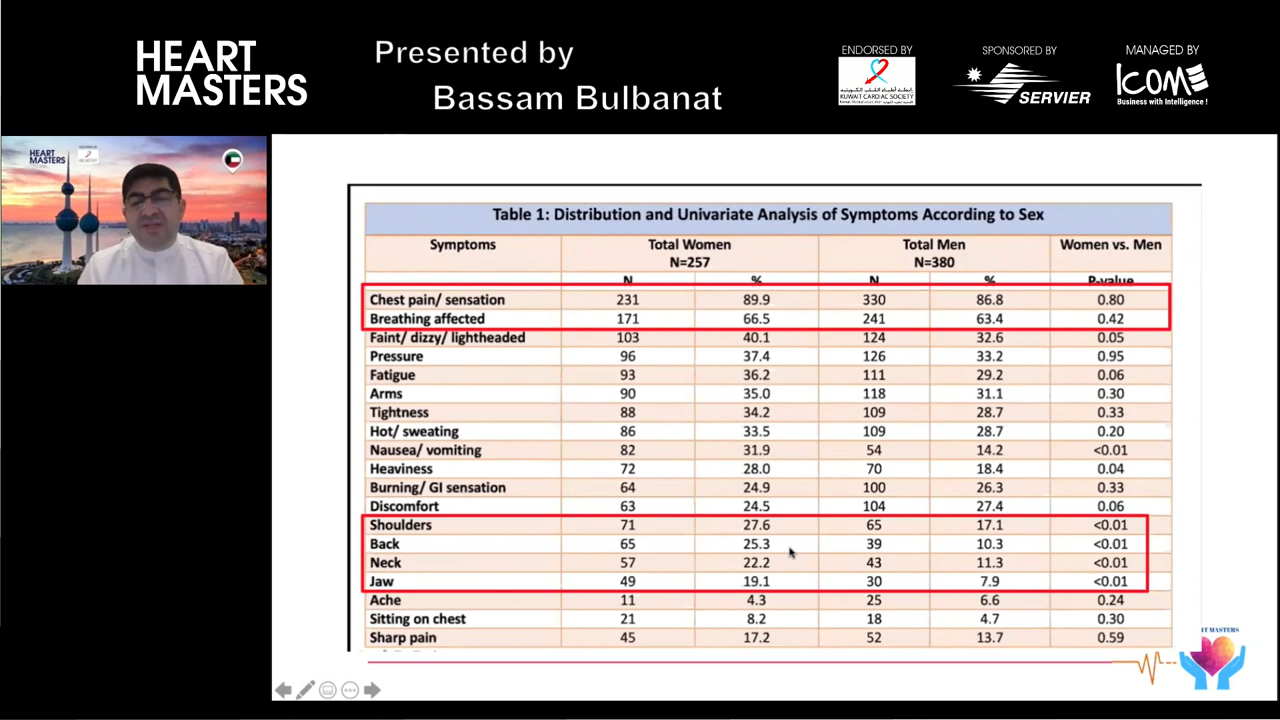 HEART
MASTERS
Presented by
Bassam Bulbanat
ENDORSED BY
KUWAIT CARDIAC SOCIETY
SPONSORED BY
SERVIER
MANAGED BY
ICOME
Business with Intelligence !
HEART
MASTERS
Table 1: Distribution and Univariate Analysis of Symptoms According to Sex
Symptoms Total Women Total Men Women vs. Men
N=257 N=380
N % N % P-value
Chest pain/ sensation 231 89.9 330 86.8 0.80
Breathing affected 171 66.5 241 63.4 0.42
Faint/ dizzy/ lightheaded 103 40.1 124 32.6 0.05
Pressure 96 37.4 126 33.2 0.95
Fatigue 93 36.2 111 29.2 0.06
Arms 90 35.0 118 31.1 0.30
Tightness 88 34.2 109 28.7 0.33
Hot/ sweating 86 33.5 109 28.7 0.20
Nausea/ vomiting 82 31.9 54 14.2 <0.01
Heaviness 72 28.0 70 18.4 0.04
Burning/ GI sensation 64 24.9 100 26.3 0.33
Discomfort 63 24.5 104 27.4 0.06
Shoulders 71 27.6 65 17.1 <0.01
Back 65 25.3 39 10.3 <0.01
Neck 57 22.2 43 11.3 <0.01
Jaw 49 19.1 30 7.9 <0.01
Ache 11 4.3 25 6.6 0.24
Sitting on chest 21 8.2 18 4.7 0.30
Sharp pain 45 17.2 52 13.7 0.59
RT MASTERS